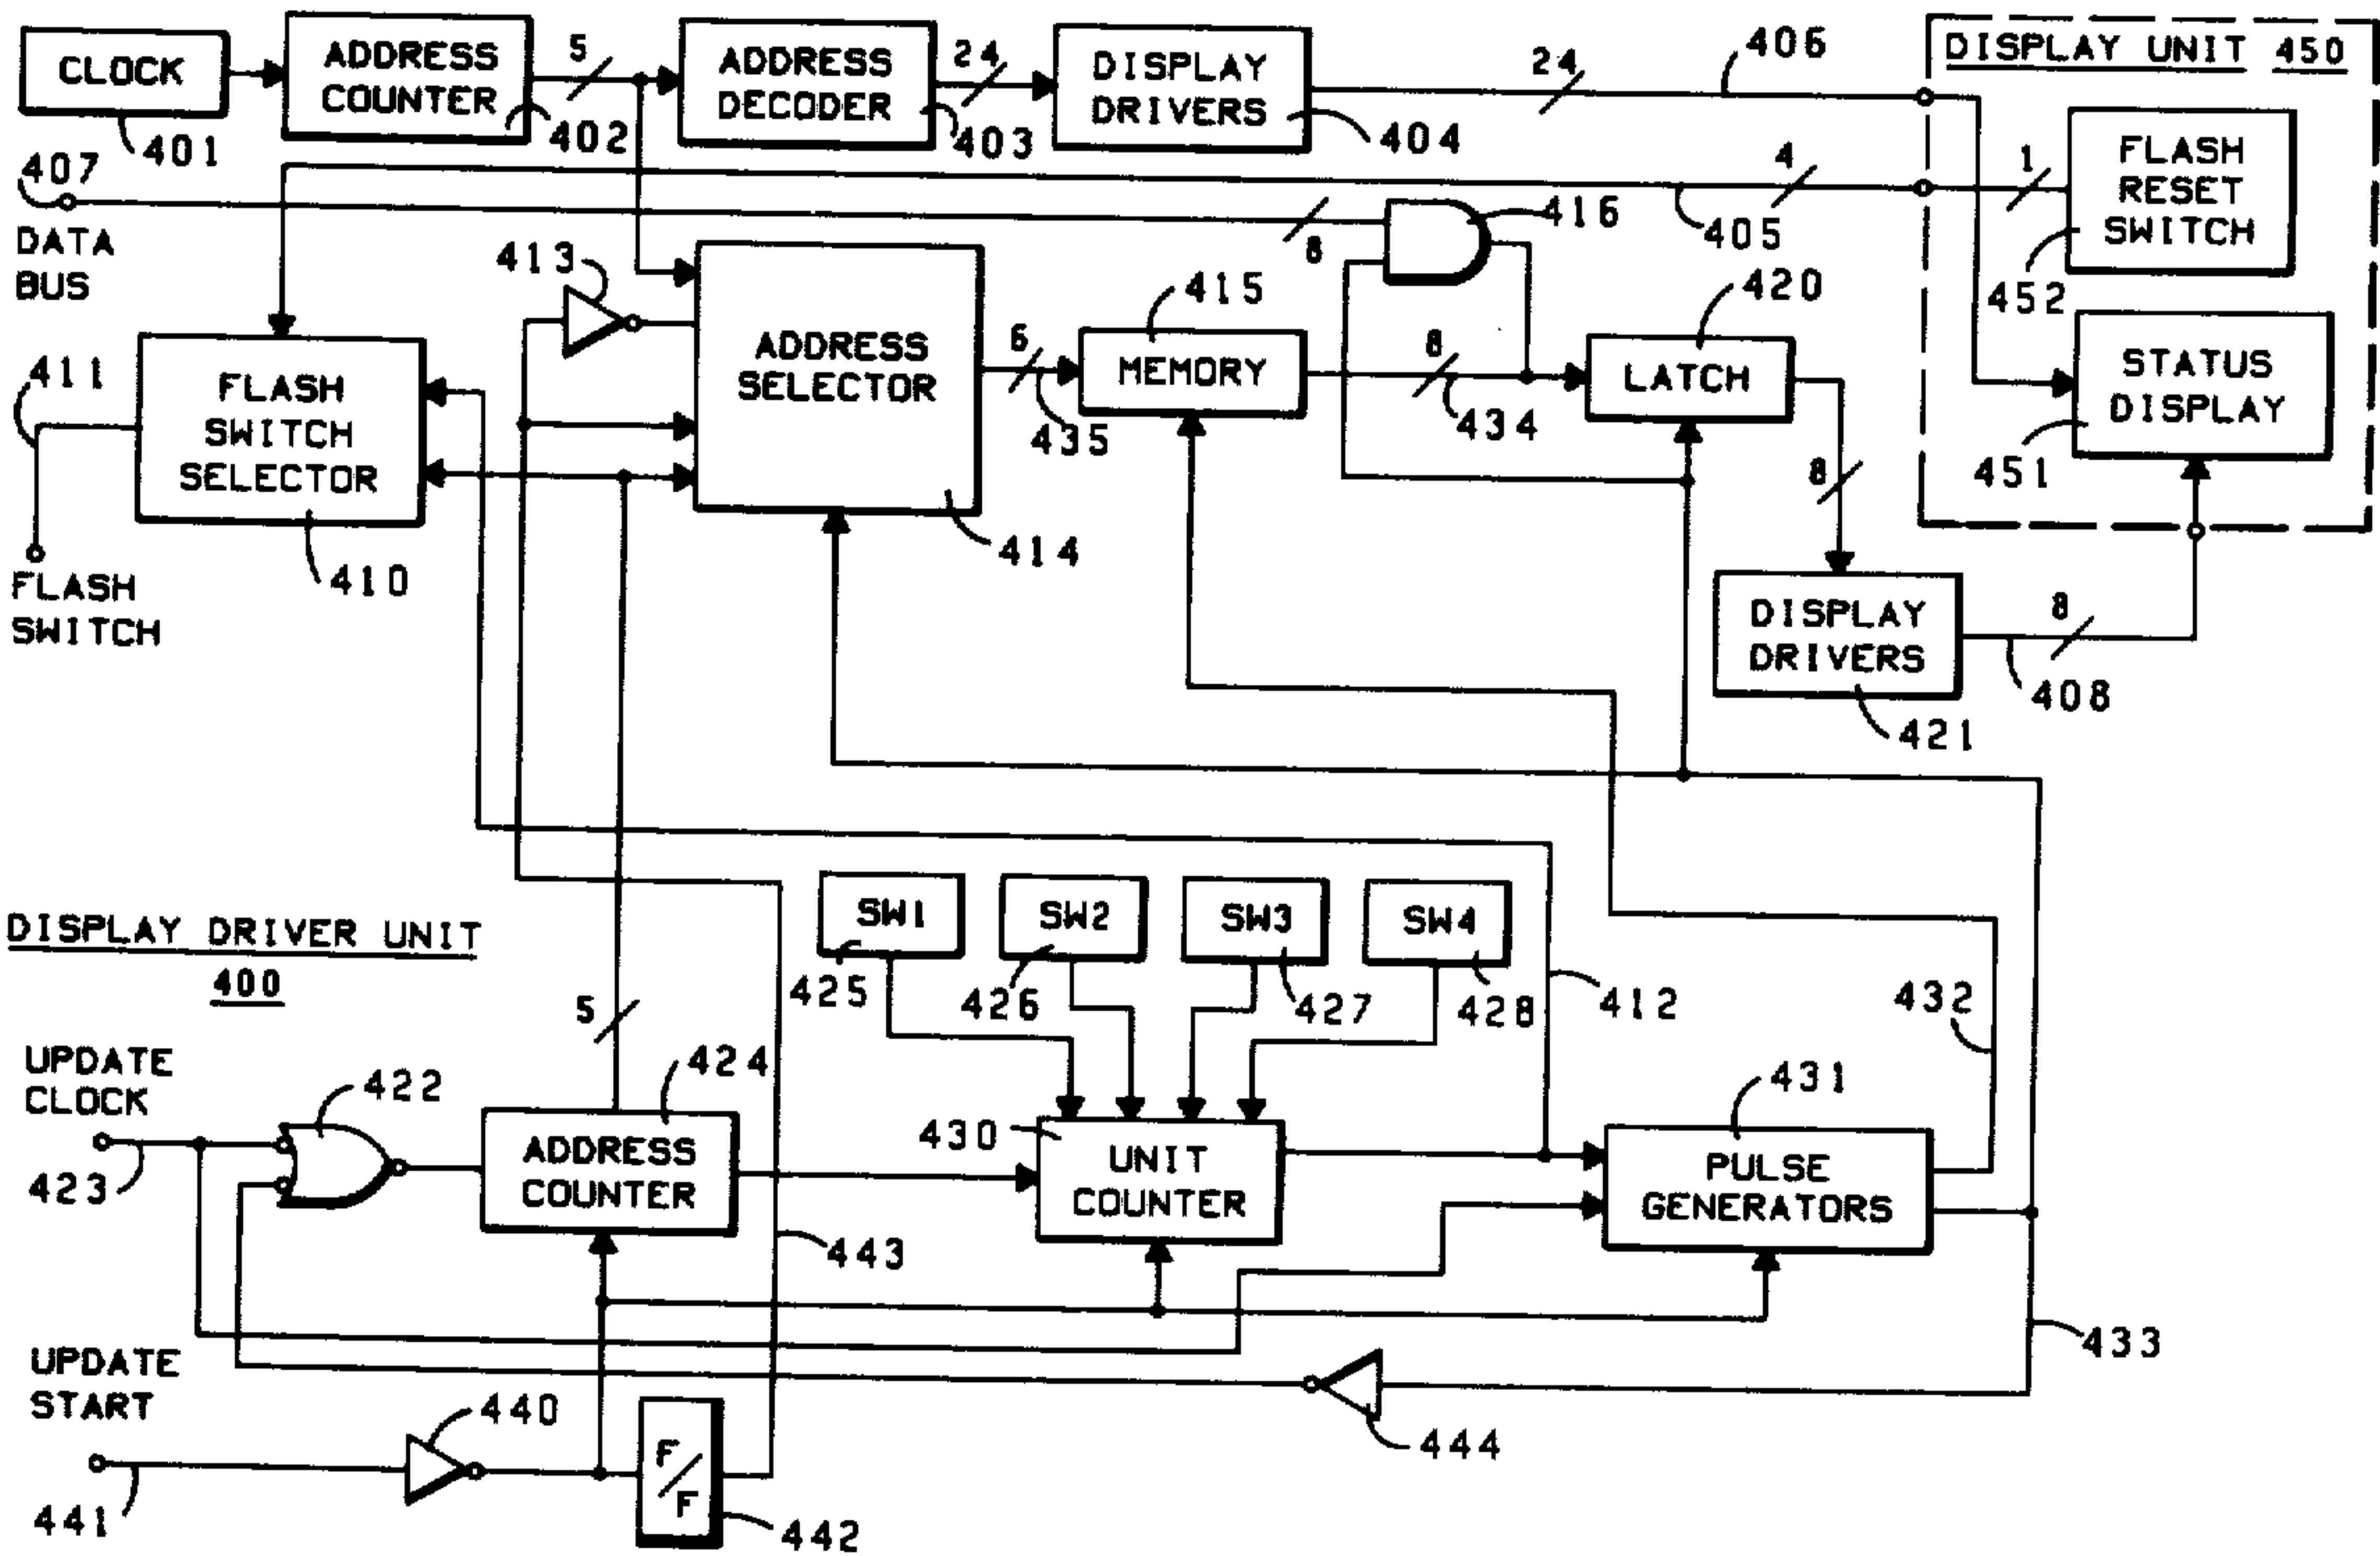 CLOCK
401
ADDRESS
COUNTER
402
5
ADDRESS
DECODER
403
24
DISPLAY
DRIVERS
404
24
406
DISPLAY UNIT 450
407
DATA
BUS
8
416
4
405
1
FLASH
RESET
SWITCH
452
413
411
FLASH
SWITCH
SELECTOR
410
FLASH
SWITCH
ADDRESS
SELECTOR
414
6
435
415
MEMORY
8
434
420
LATCH
STATUS
DISPLAY
451
8
DISPLAY
DRIVERS
421
8
408
DISPLAY DRIVER UNIT
400
SW1
425
SW2
426
SW3
427
SW4
428
412
432
5
UPDATE
CLOCK
423
422
424
ADDRESS
COUNTER
443
430
UNIT
COUNTER
431
PULSE
GENERATORS
433
UPDATE
START
441
440
F/F
442
444